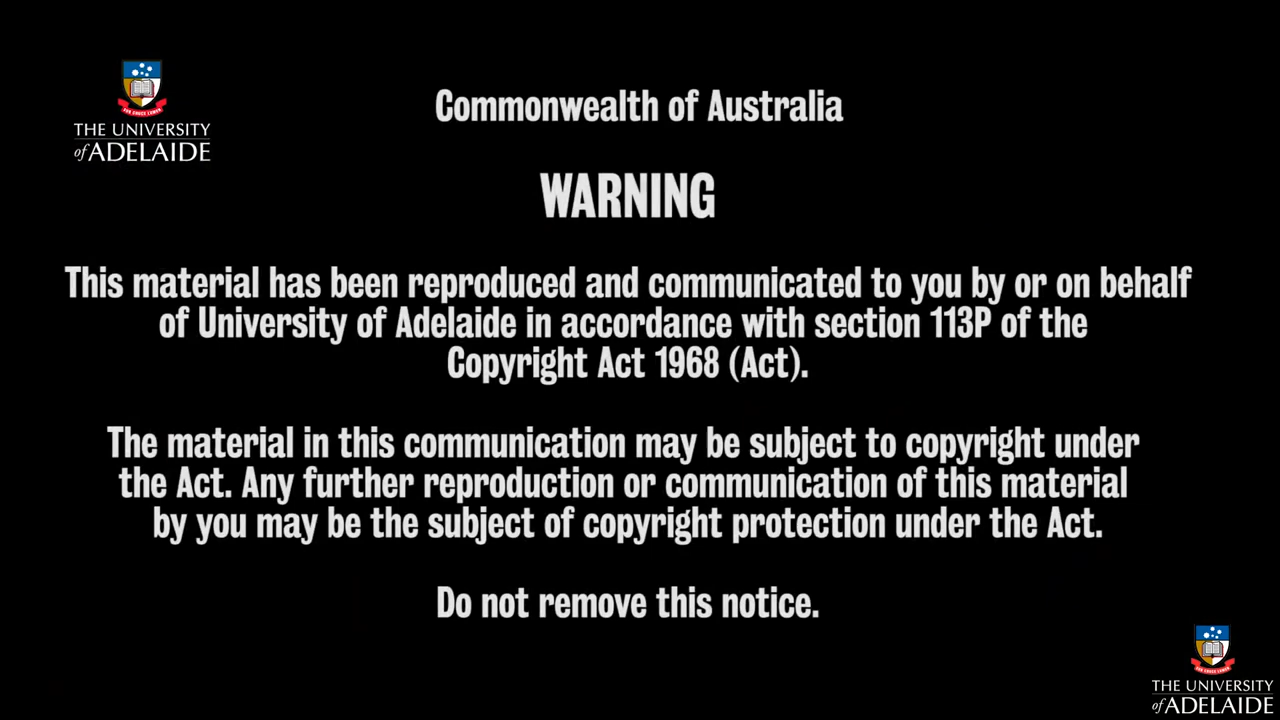 THE UNIVERSITY
of ADELAIDE
Commonwealth of Australia
WARNING
This material has been reproduced and communicated to you by or on behalf
of University of Adelaide in accordance with section 113P of the
Copyright Act 1968 (Act).
The material in this communication may be subject to copyright under
the Act. Any further reproduction or communication of this material
by you may be the subject of copyright protection under the Act.
Do not remove this notice.
THE UNIVERSITY
of ADELAIDE